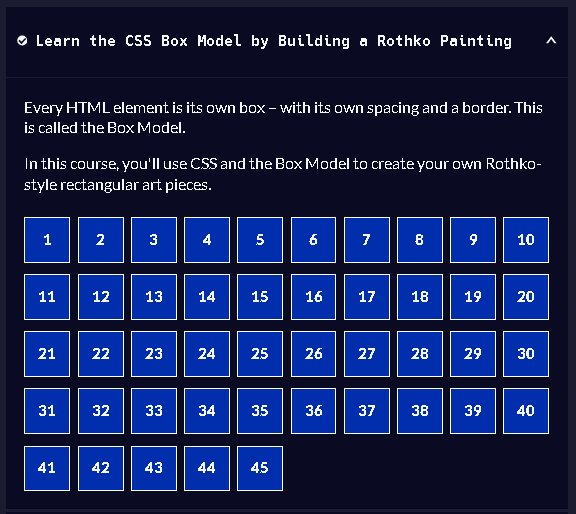 Learn the CSS Box Model by Building a Rothko Painting
Every HTML element is its own box – with its own spacing and a border. This
is called the Box Model.
In this course, you'll use CSS and the Box Model to create your own Rothko-
style rectangular art pieces.
1 2 3 4 5 6 7 8 9 10
11 12 13 14 15 16 17 18 19 20
21 22 23 24 25 26 27 28 29 30
31 32 33 34 35 36 37 38 39 40
41 42 43 44 45